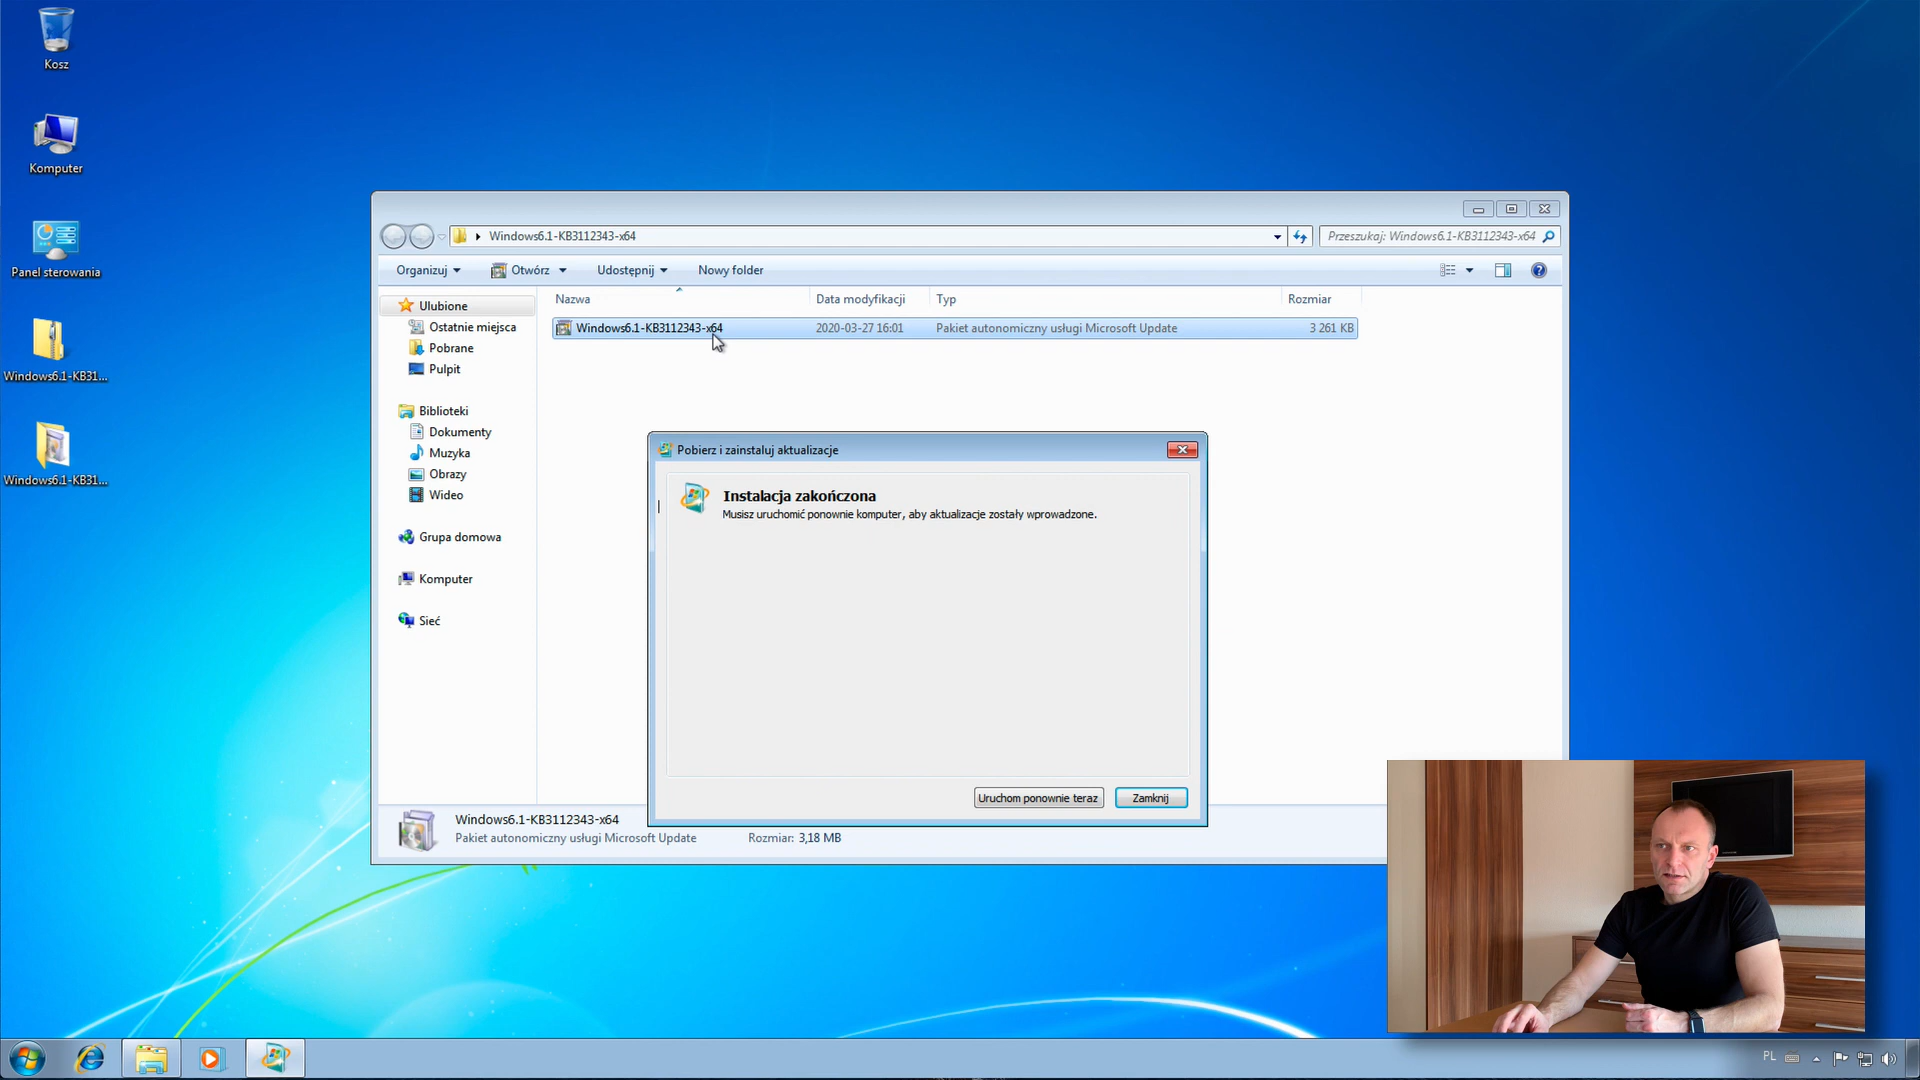 Kosz
Komputer
Panel sterowania
Windows6.1-KB31...
Windows6.1-KB31...
Windows6.1-KB3112343-x64
Przeszukaj: Windows6.1-KB3112343-x64
Organizuj
Otwórz
Udostępnij
Nowy folder
Nazwa
Data modyfikacji
Typ
Rozmiar
Windows6.1-KB3112343-x64
2020-03-27 16:01
Pakiet autonomiczny usługi Microsoft Update
3 261 KB
Ulubione
Ostatnie miejsca
Pobrane
Pulpit
Biblioteki
Dokumenty
Muzyka
Obrazy
Wideo
Grupa domowa
Komputer
Sieć
Pobierz i zainstaluj aktualizacje
Instalacja zakończona
Musisz uruchomić ponownie komputer, aby aktualizacje zostały wprowadzone.
Uruchom ponownie teraz
Zamknij
Windows6.1-KB3112343-x64
Pakiet autonomiczny usługi Microsoft Update
Rozmiar: 3,18 MB
PL